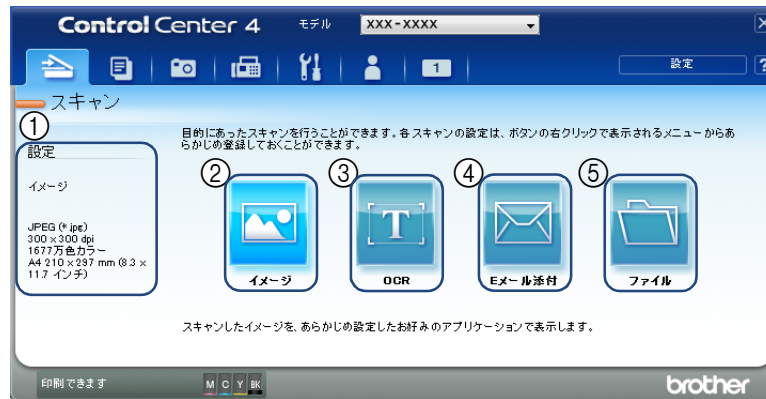 Control Center 4 モデル XXX-XXXX
1 設定 ?
スキャン
①
設定
イメージ
JPEG (*.jpg)
300 x 300 dpi
1677万色カラー
A4 210 x 297 mm (8.3 x
11.7 インチ)
目的にあったスキャンを行うことができます。各スキャンの設定は、ボタンの右クリックで表示されるメニューからあ
らかじめ登録しておくことができます。
② ③ ④ ⑤
T
イメージ OCR Eメール添付 ファイル
スキャンしたイメージを、あらかじめ設定したお好みのアプリケーションで表示します。
印刷できます M C Y BK brother